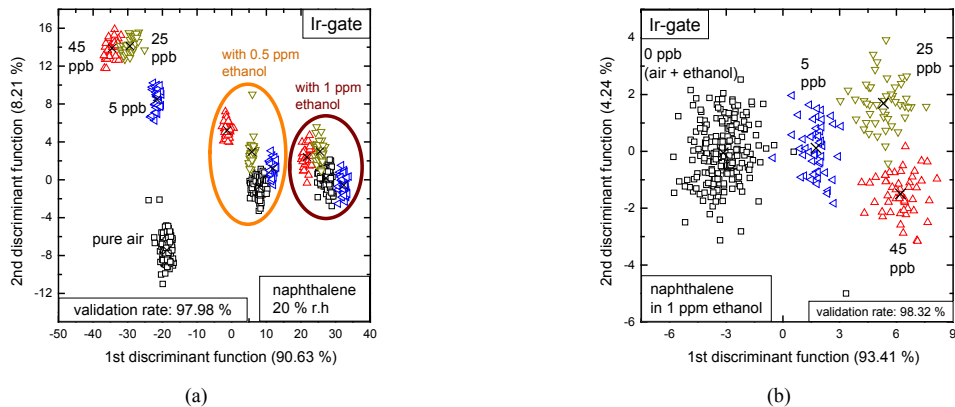 Ir-gate
45
ppb
25
ppb
5 ppb
with 0.5 ppm
ethanol
with 1 ppm
ethanol
pure air
validation rate: 97.98 %
naphthalene
20 % r.h
16
12
8
4
0
-4
-8
-12
-50
-40
-30
-20
-10
0
10
20
30
40
2nd discriminant function (8.21 %)
1st discriminant function (90.63 %)
(a)
Ir-gate
0 ppb
(air + ethanol)
5
ppb
25
ppb
45
ppb
naphthalene
in 1 ppm ethanol
validation rate: 98.32 %
4
2
0
-2
-4
-6
-6
-3
0
3
6
9
2nd discriminant function (4.24 %)
1st discriminant function (93.41 %)
(b)